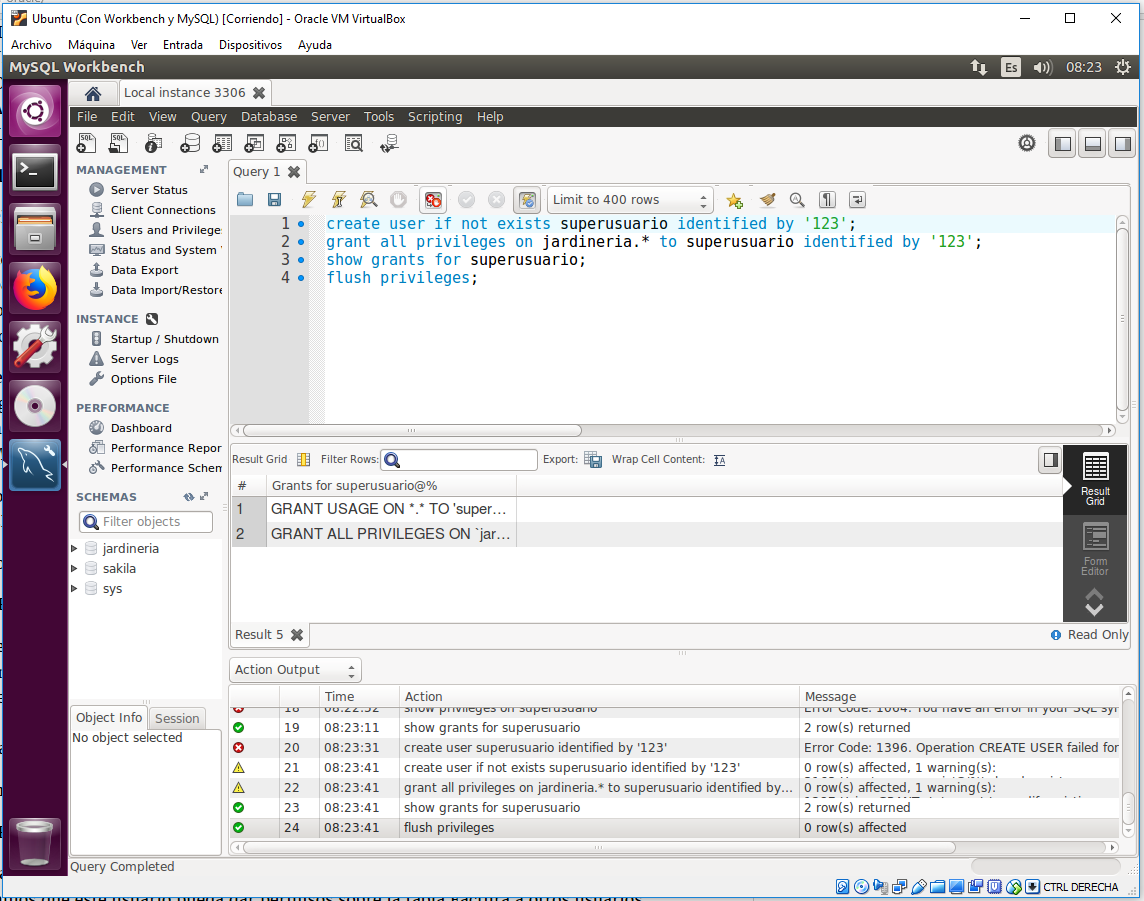 Ubuntu (Con Workbench y MySQL) [Corriendo] - Oracle VM VirtualBox
Archivo Máquina Ver Entrada Dispositivos Ayuda
MySQL Workbench Es 08:23
Local instance 3306
File Edit View Query Database Server Tools Scripting Help
MANAGEMENT
Server Status
Client Connections
Users and Privilege
Status and System
Data Export
Data Import/Restore
INSTANCE
Startup / Shutdown
Server Logs
Options File
PERFORMANCE
Dashboard
Performance Repor
Performance Schem
SCHEMAS
Filter objects
jardineria
sakila
sys
Object Info Session
No object selected
Query 1
Limit to 400 rows
1 create user if not exists superusuario identified by '123';
2 grant all privileges on jardineria.* to superusuario identified by '123';
3 show grants for superusuario;
4 flush privileges;
Result Grid Filter Rows: Export: Wrap Cell Content:
# Grants for superusuario@%
1 GRANT USAGE ON *.* TO 'super...
2 GRANT ALL PRIVILEGES ON `jar...
Result Grid
Form Editor
Result 5 Read Only
Action Output
Time Action Message
18 08:22:52 show privileges on superusuario Error Code: 1064. You have an error in your SQL syn
19 08:23:11 show grants for superusuario 2 row(s) returned
20 08:23:31 create user superusuario identified by '123' Error Code: 1396. Operation CREATE USER failed for
21 08:23:41 create user if not exists superusuario identified by '123' 0 row(s) affected, 1 warning(s):
22 08:23:41 grant all privileges on jardineria.* to superusuario identified by... 0 row(s) affected, 1 warning(s):
23 08:23:41 show grants for superusuario 2 row(s) returned
24 08:23:41 flush privileges 0 row(s) affected
Query Completed
CTRL DERECHA